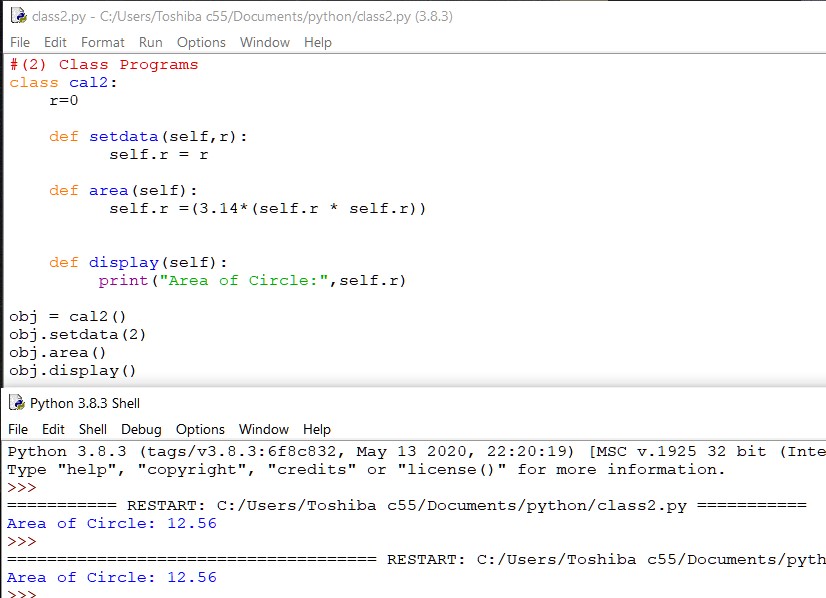 class2.py - C:/Users/Toshiba c55/Documents/python/class2.py (3.8.3)
File Edit Format Run Options Window Help
#(2) Class Programs
class cal2:
    r=0
    def setdata(self,r):
          self.r = r
    def area(self):
          self.r =(3.14*(self.r * self.r))
    def display(self):
         print("Area of Circle:",self.r)
obj = cal2()
obj.setdata(2)
obj.area()
obj.display()
Python 3.8.3 Shell
File Edit Shell Debug Options Window Help
Python 3.8.3 (tags/v3.8.3:6f8c832, May 13 2020, 22:20:19) [MSC v.1925 32 bit (Inte
Type "help", "copyright", "credits" or "license()" for more information.
>>>
=========== RESTART: C:/Users/Toshiba c55/Documents/python/class2.py ===========
Area of Circle: 12.56
>>>
===================================== RESTART: C:/Users/Toshiba c55/Documents/pyth
Area of Circle: 12.56
>>>